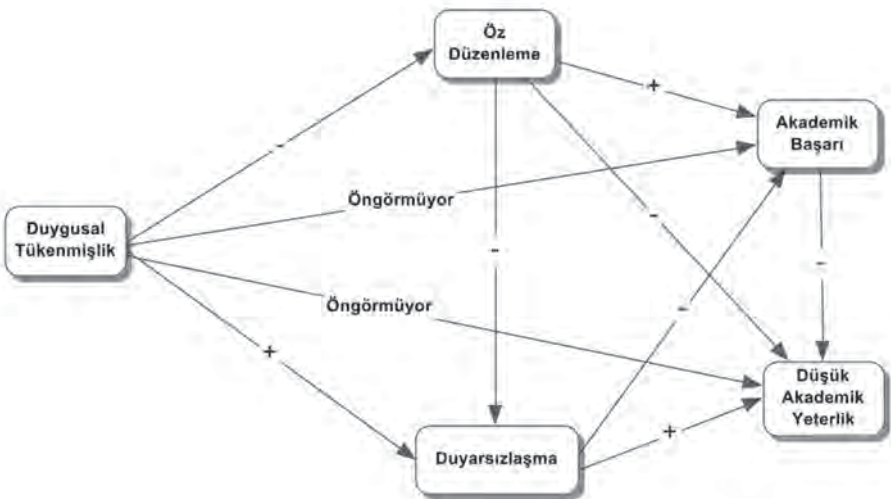 Öz
Düzenleme
+
Akademik
Başarı
-
Öngörmüyor
Duygusal
Tükenmişlik
-
-
-
Öngörmüyor
-
+
Düşük
Akademik
Yeterlik
+
Duyarsızlaşma